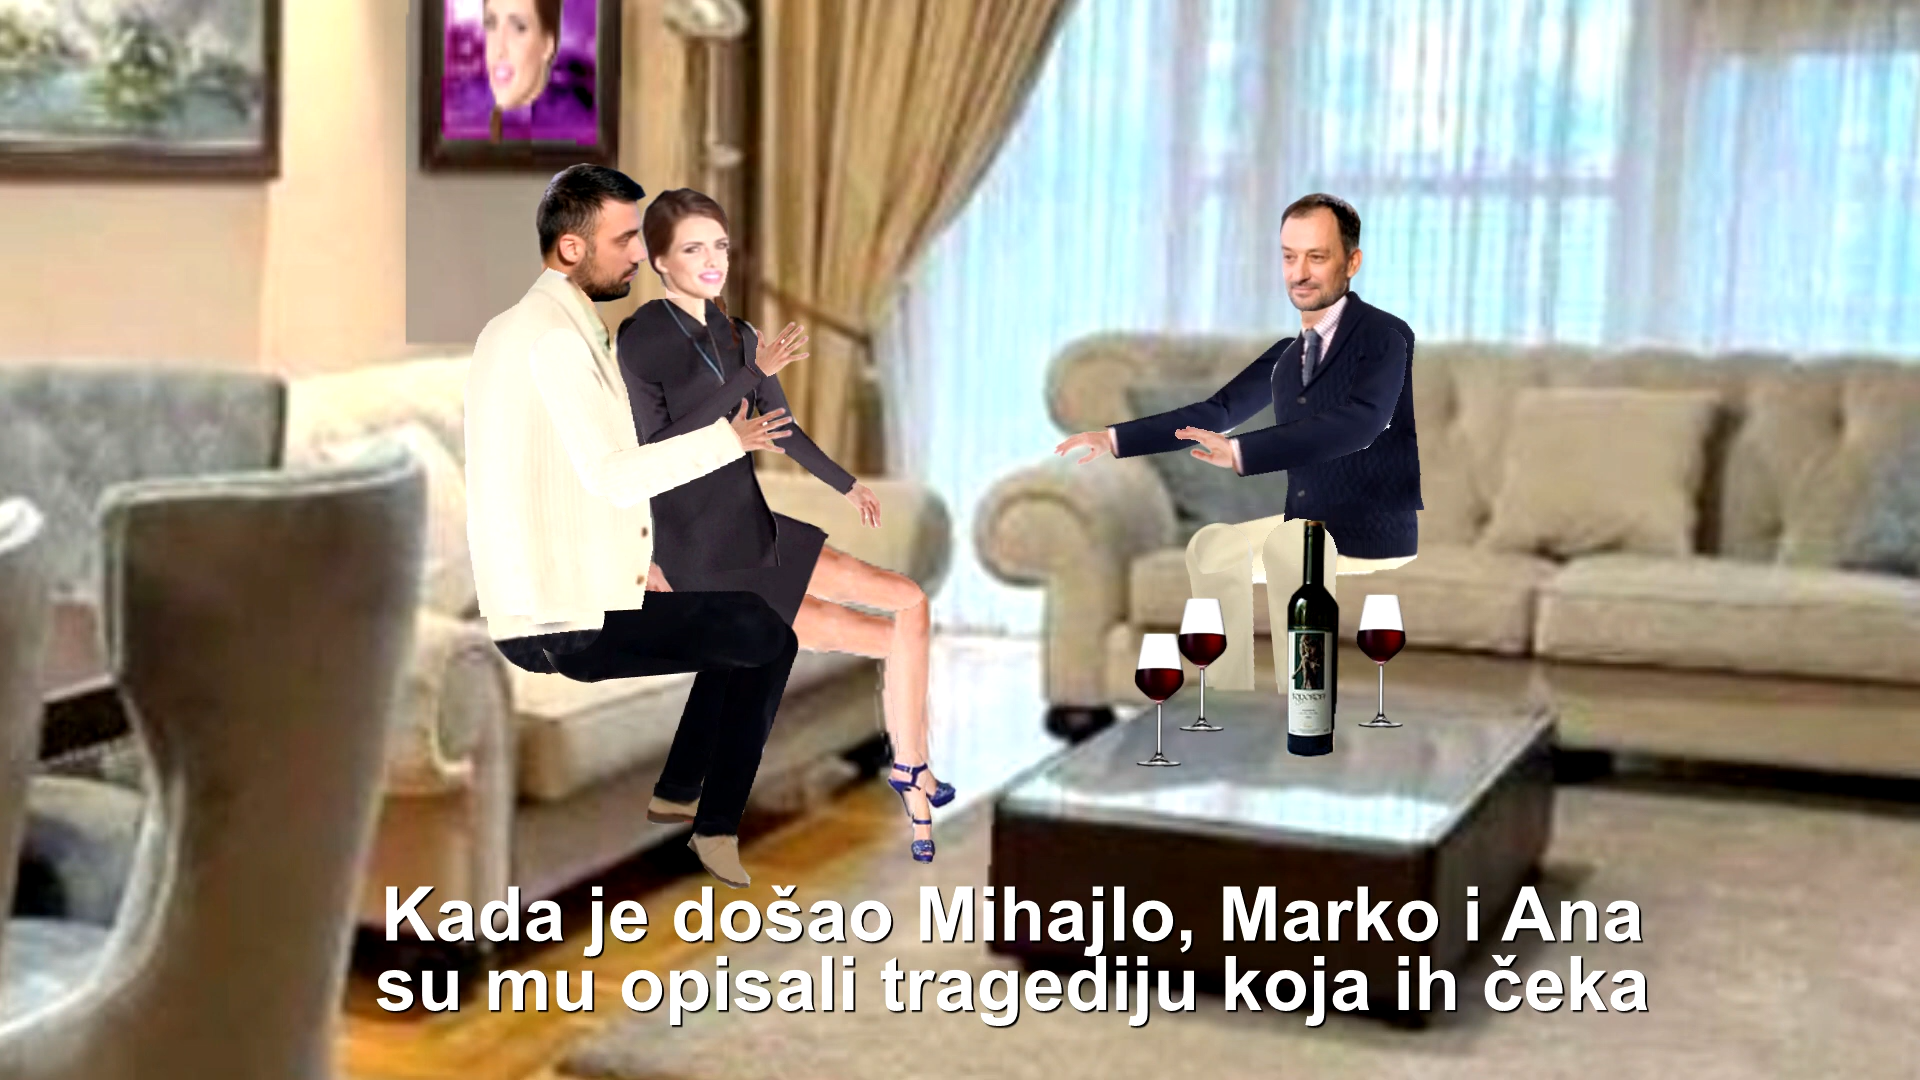 Kada je došao Mihajlo, Marko i Ana
su mu opisali tragediju koja ih čeka